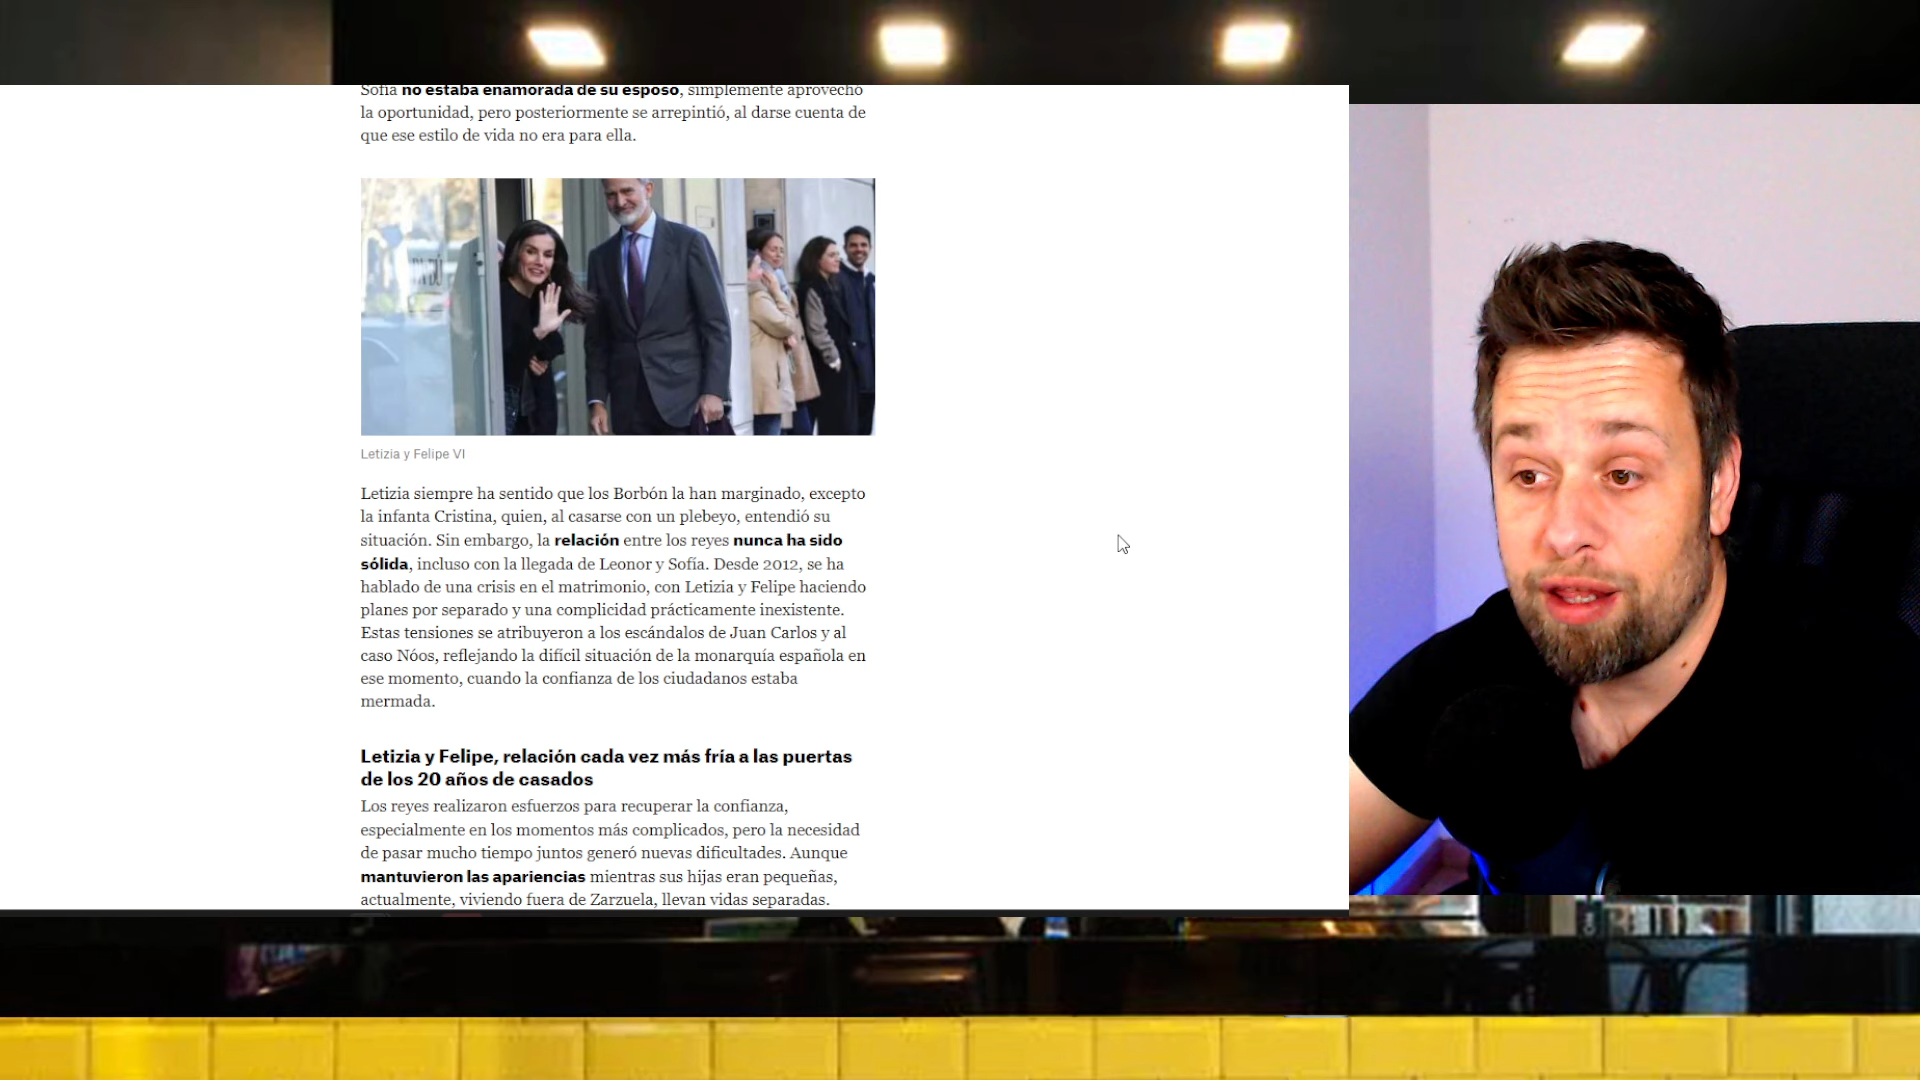 Sofía no estaba enamorada de su esposo, simplemente aprovechó
la oportunidad, pero posteriormente se arrepintió, al darse cuenta de
que ese estilo de vida no era para ella.
Letizia y Felipe VI
Letizia siempre ha sentido que los Borbón la han marginado, excepto
la infanta Cristina, quien, al casarse con un plebeyo, entendió su
situación. Sin embargo, la relación entre los reyes nunca ha sido
sólida, incluso con la llegada de Leonor y Sofía. Desde 2012, se ha
hablado de una crisis en el matrimonio, con Letizia y Felipe haciendo
planes por separado y una complicidad prácticamente inexistente.
Estas tensiones se atribuyeron a los escándalos de Juan Carlos y al
caso Nóos, reflejando la difícil situación de la monarquía española en
ese momento, cuando la confianza de los ciudadanos estaba
mermada.
Letizia y Felipe, relación cada vez más fría a las puertas
de los 20 años de casados
Los reyes realizaron esfuerzos para recuperar la confianza,
especialmente en los momentos más complicados, pero la necesidad
de pasar mucho tiempo juntos generó nuevas dificultades. Aunque
mantuvieron las apariencias mientras sus hijas eran pequeñas,
actualmente, viviendo fuera de Zarzuela, llevan vidas separadas.